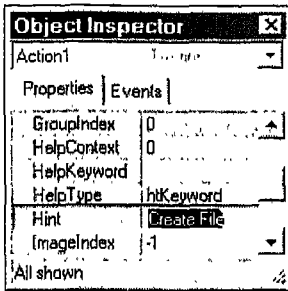 Object Inspector
Action1
Properties Events
GroupIndex 0
HelpContext 0
HelpKeyword
HelpType htKeyword
Hint Create File
ImageIndex -1
All shown